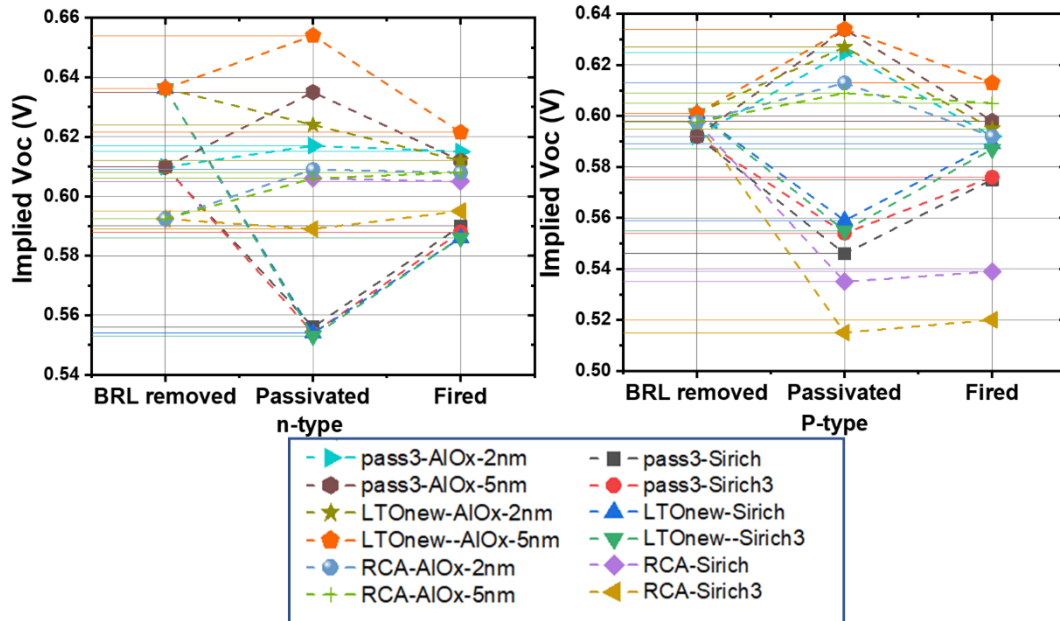 Implied Voc (V)
0.66
0.64
0.62
0.60
0.58
0.56
0.54
BRL removed
Passivated
Fired
n-type
Implied Voc (V)
0.64
0.62
0.60
0.58
0.56
0.54
0.52
0.50
BRL removed
Passivated
Fired
P-type
pass3-AlOx-2nm
pass3-AlOx-5nm
LTOnew-AlOx-2nm
LTOnew--AlOx-5nm
RCA-AlOx-2nm
RCA-AlOx-5nm
pass3-Sirich
pass3-Sirich3
LTOnew-Sirich
LTOnew--Sirich3
RCA-Sirich
RCA-Sirich3